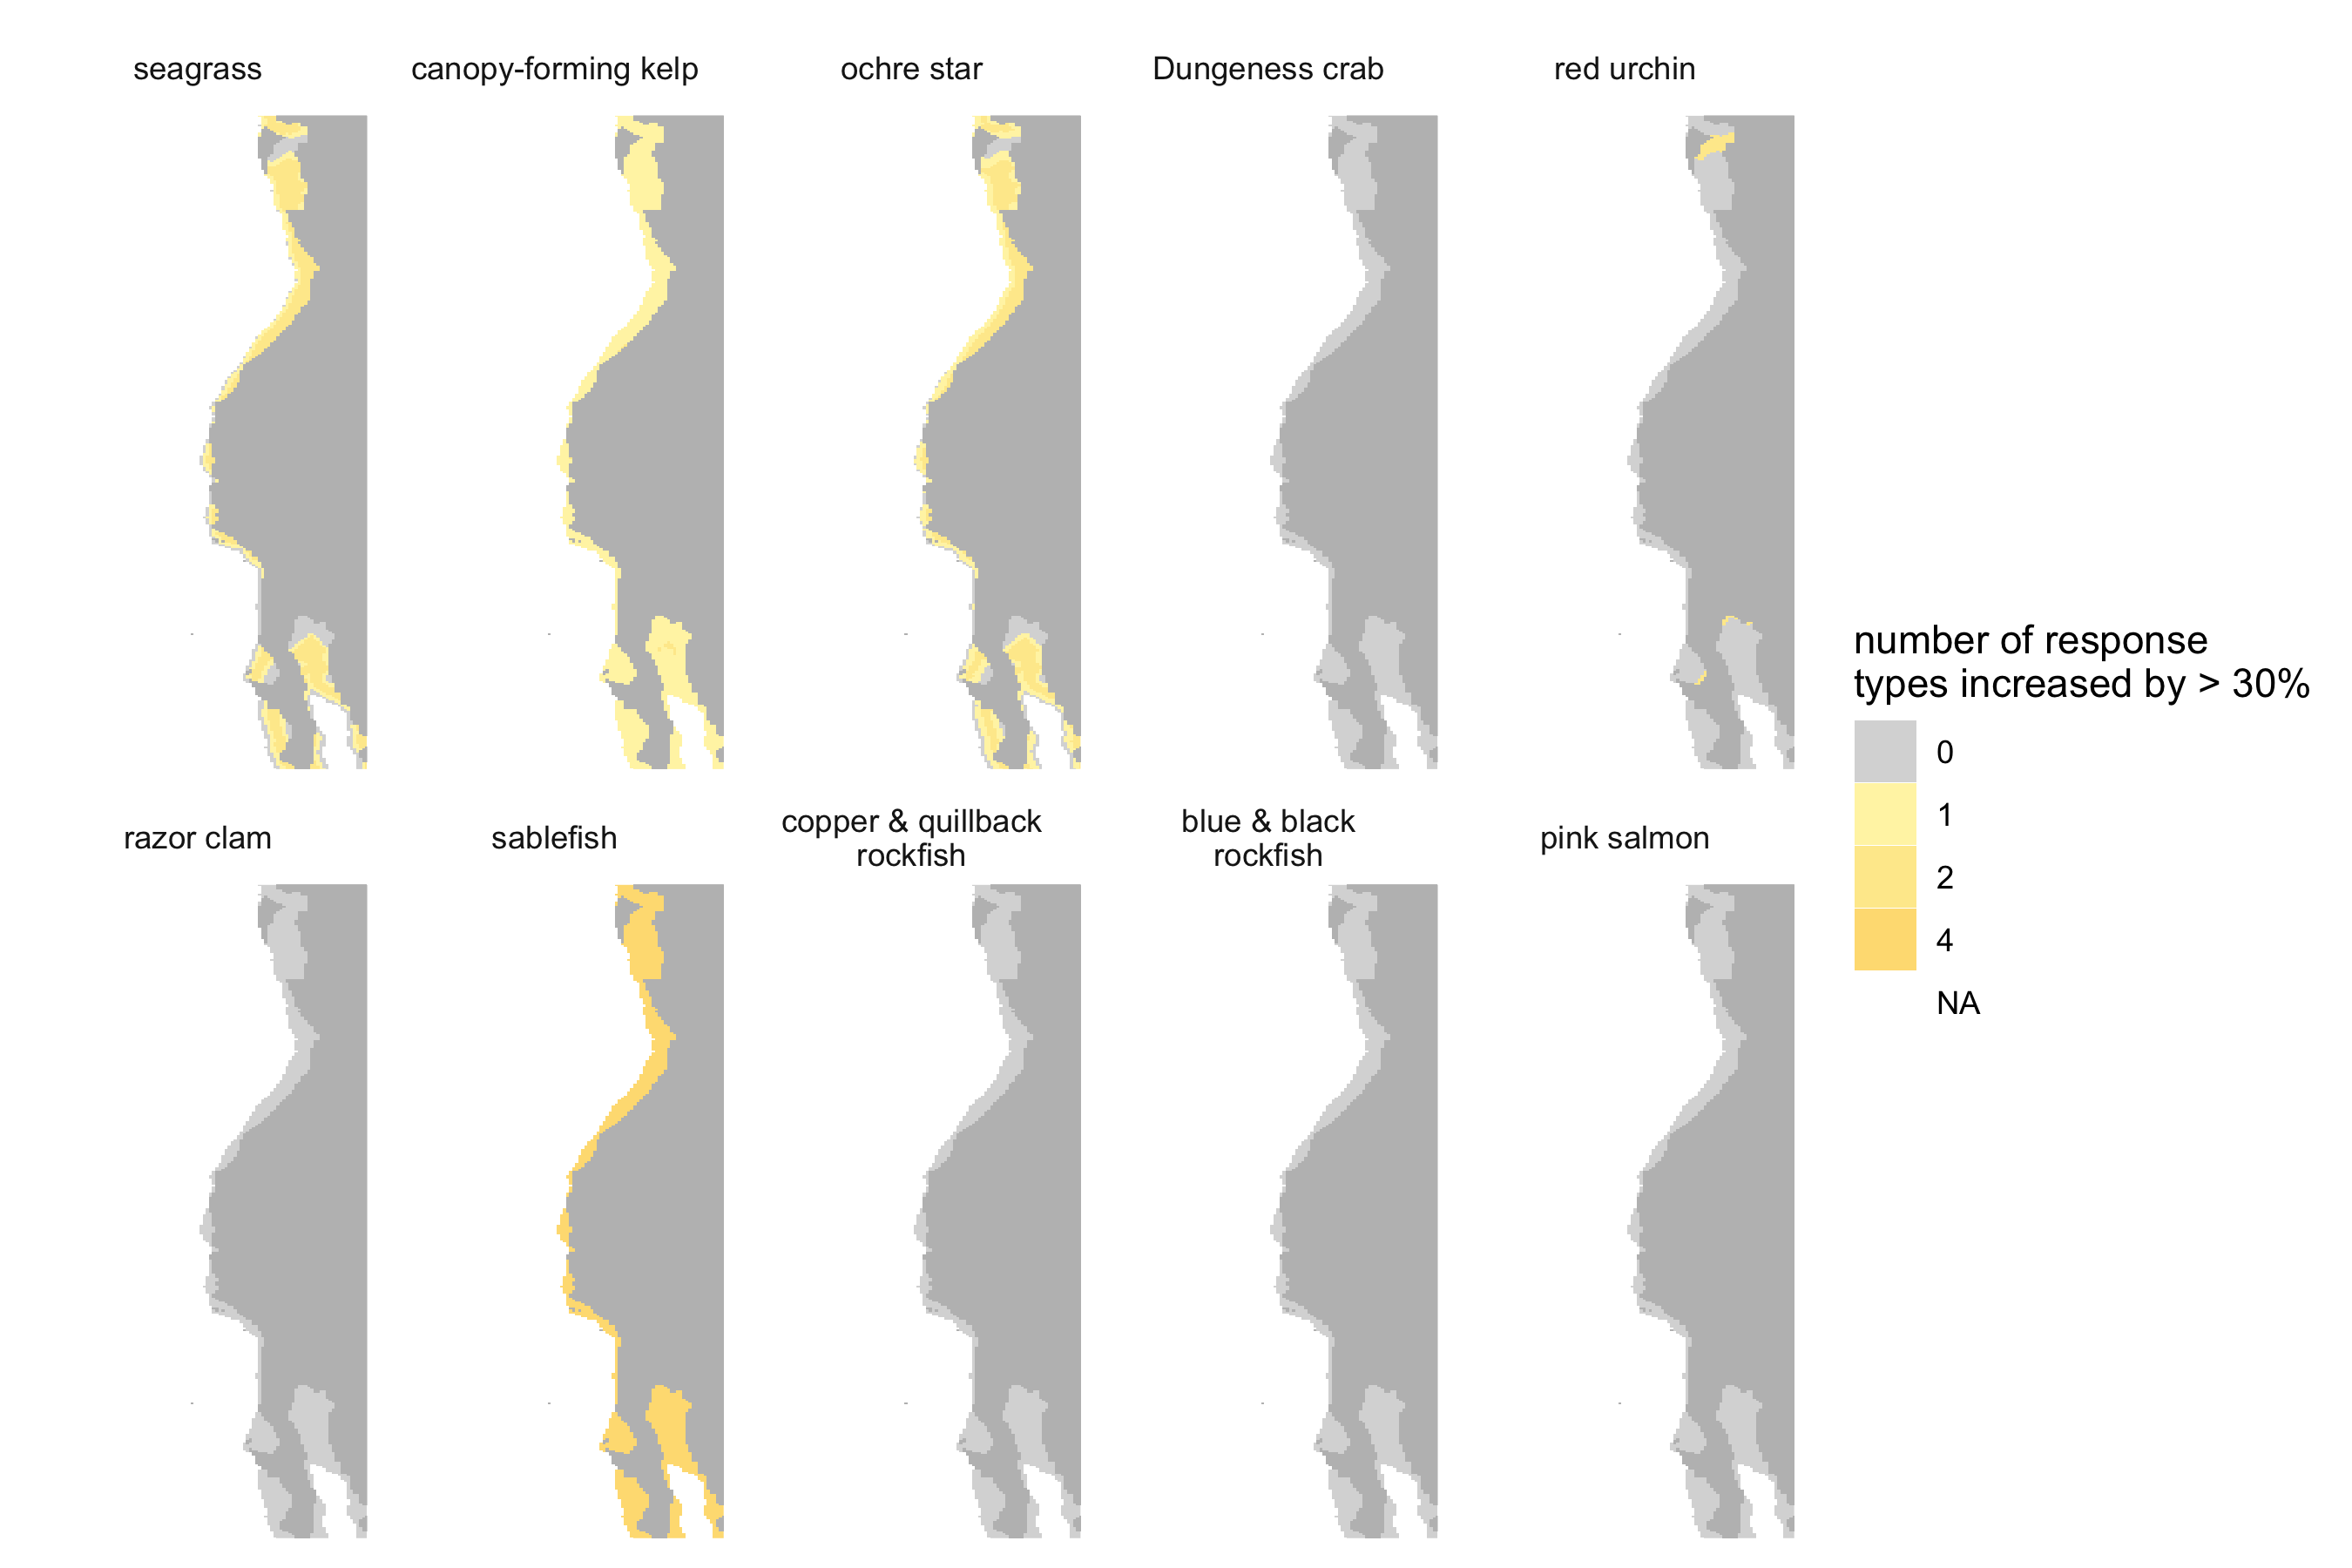 seagrass
canopy-forming kelp
ochre star
Dungeness crab
red urchin
razor clam
sablefish
copper & quillback
rockfish
blue & black
rockfish
pink salmon
number of response
types increased by > 30%
0
1
2
4
NA